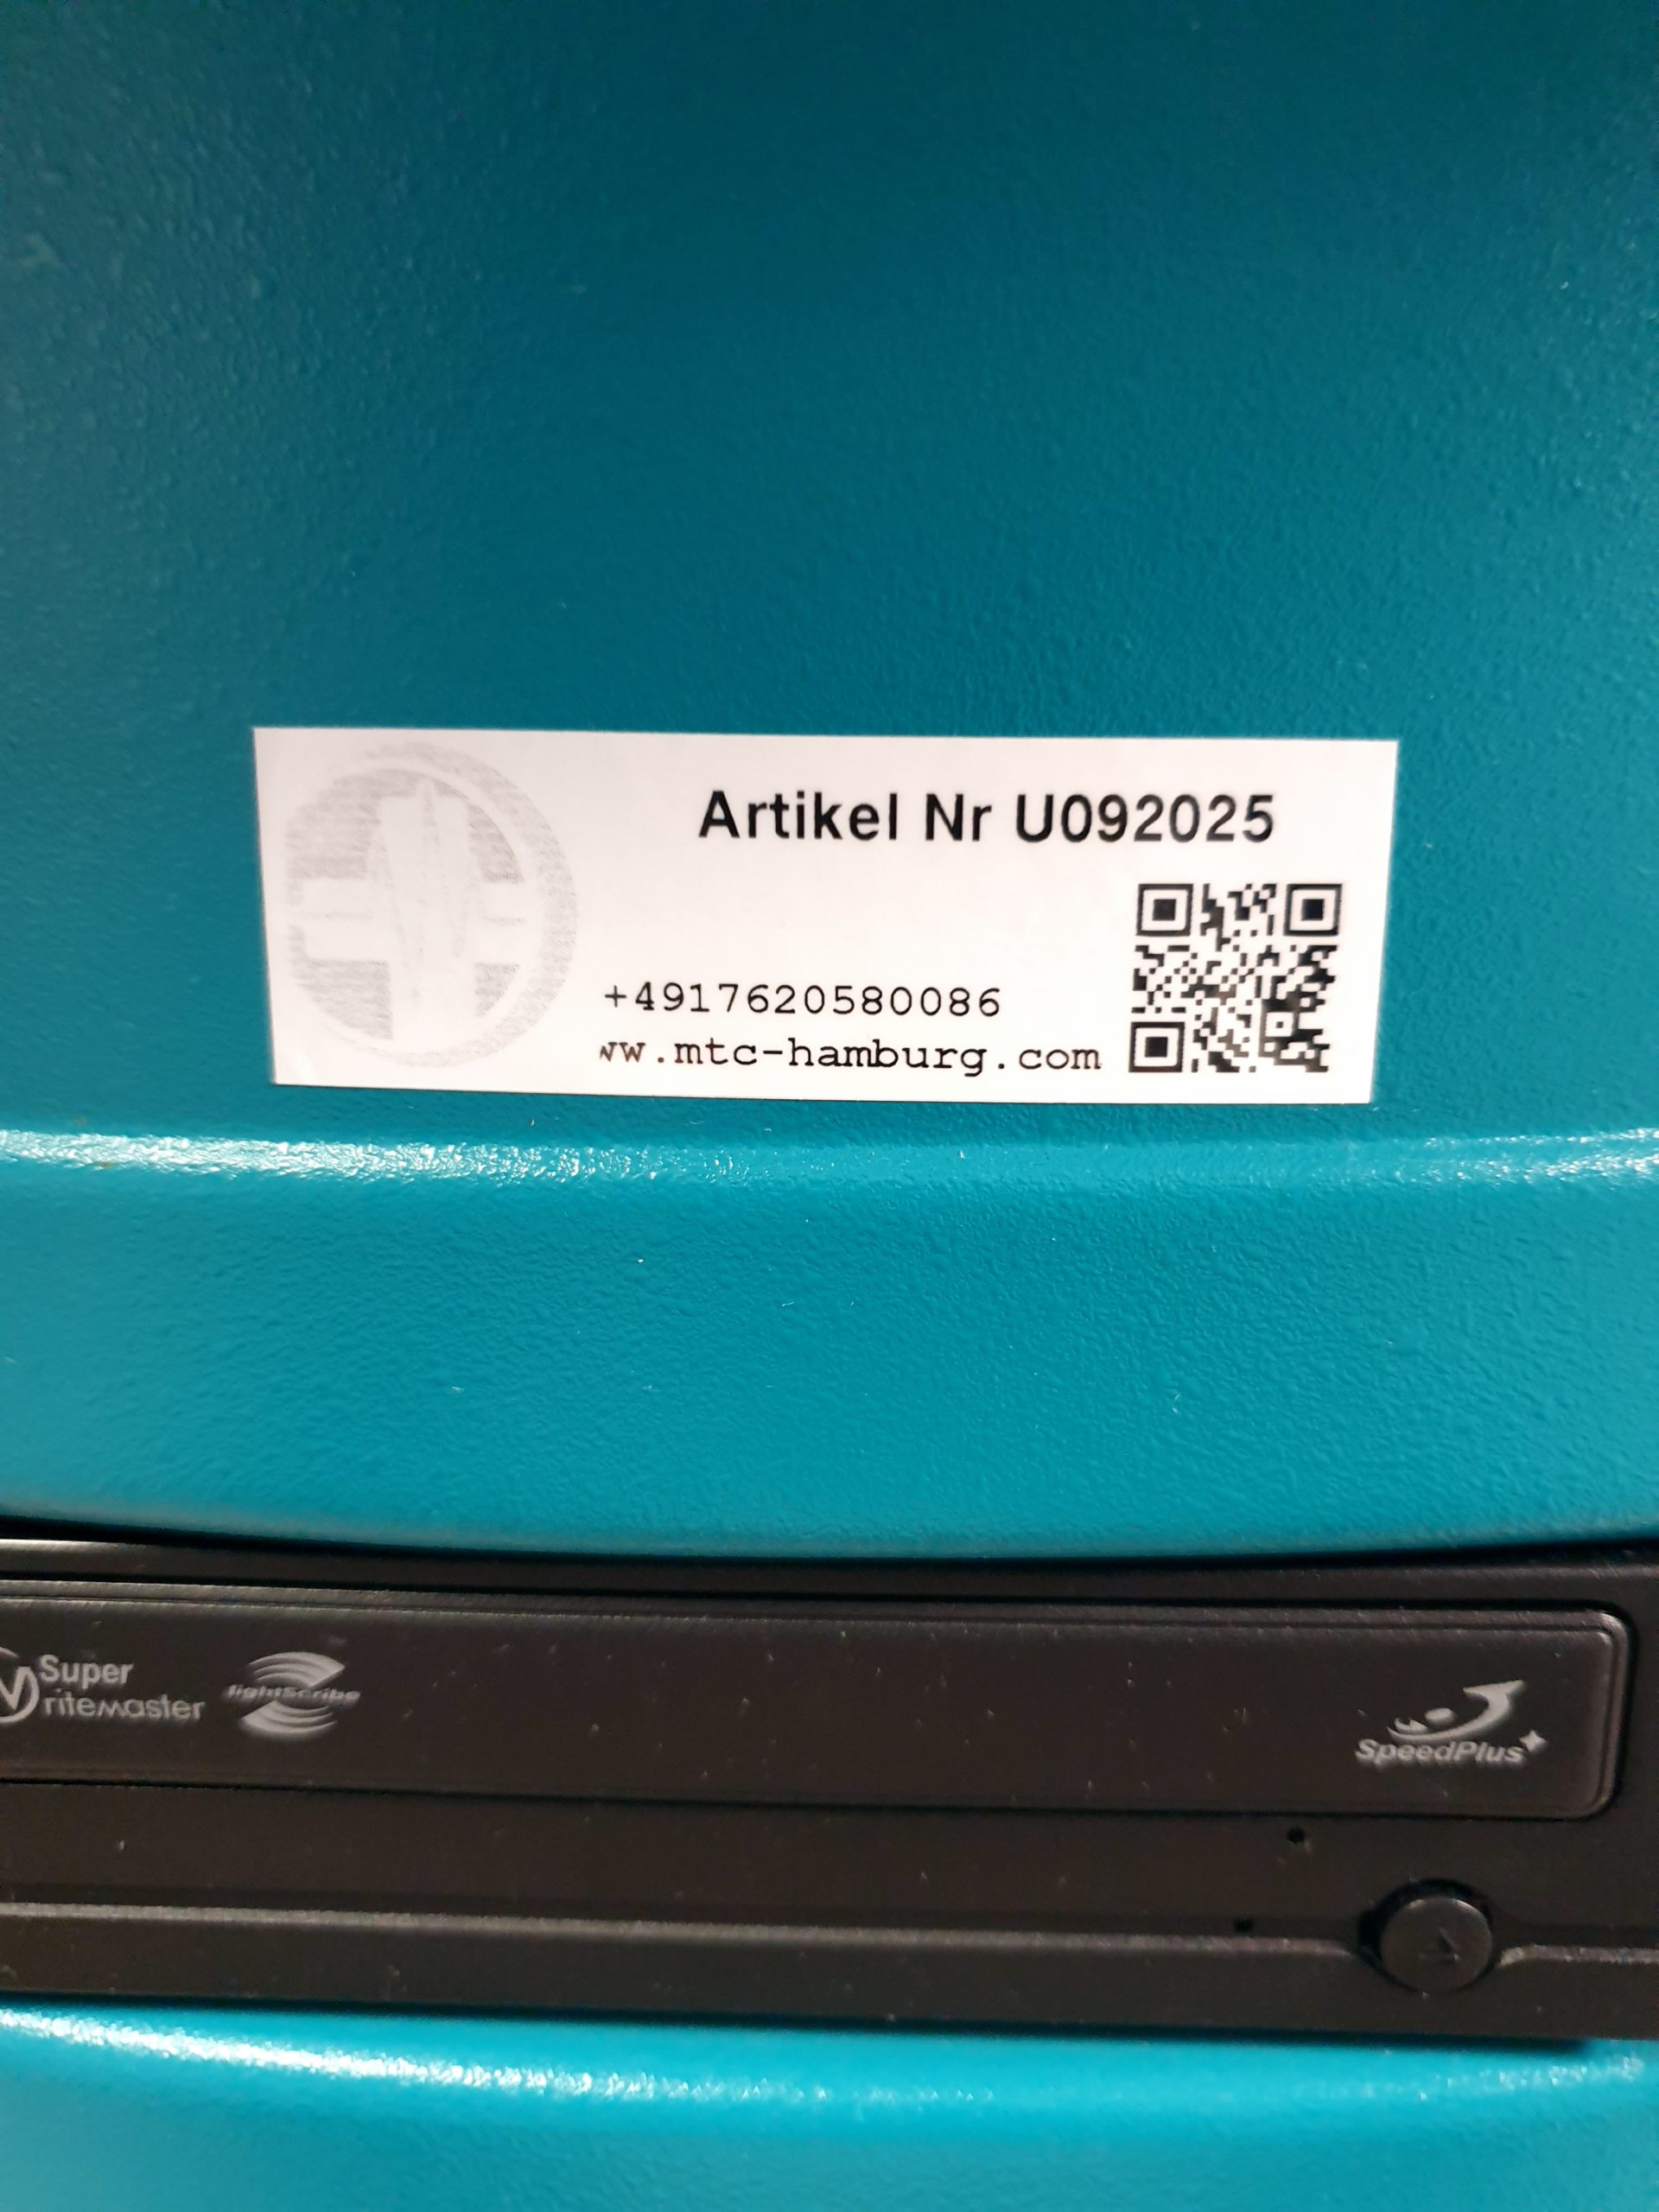 Artikel Nr U092025
+4917620580086
ww.mtc-hamburg.com
Super
ritemaster
lightScribe
SpeedPlus